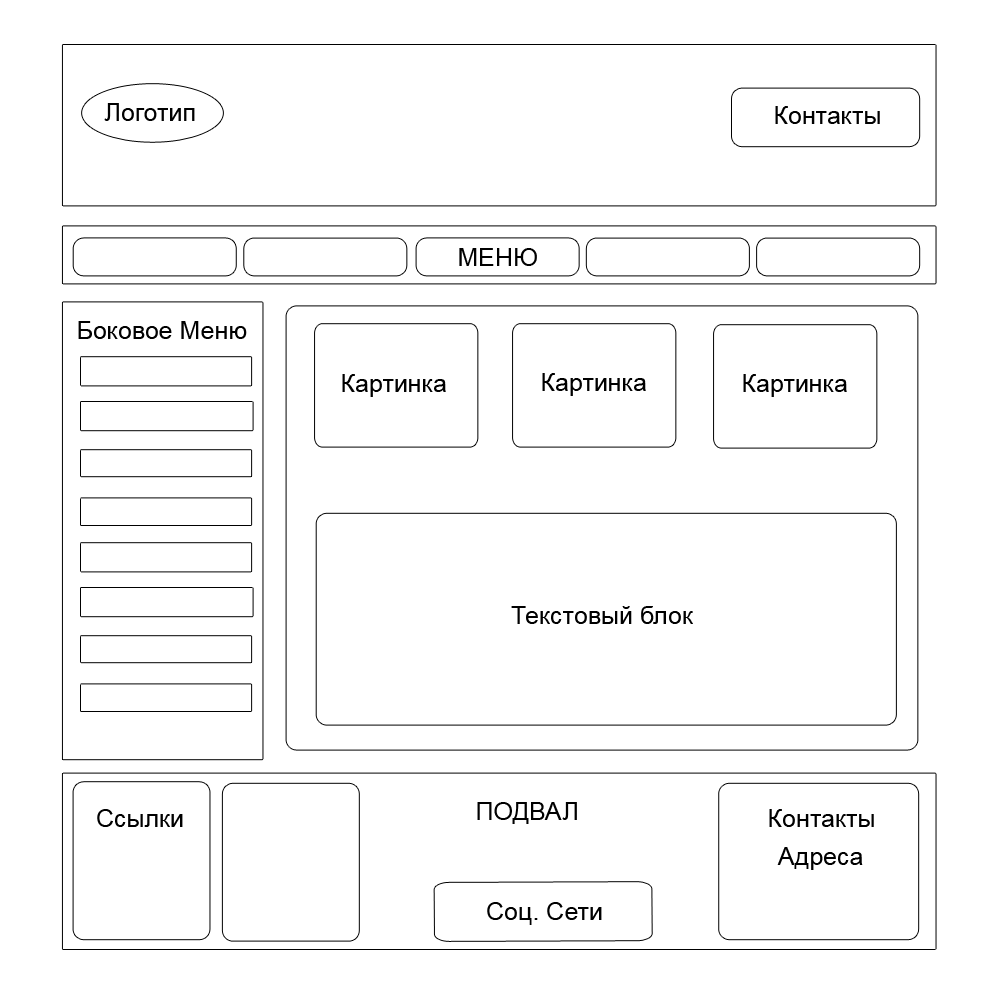 Логотип
Контакты
МЕНЮ
Боковое Меню
Картинка
Картинка
Картинка
Текстовый блок
Ссылки
ПОДВАЛ
Соц. Сети
Контакты
Адреса